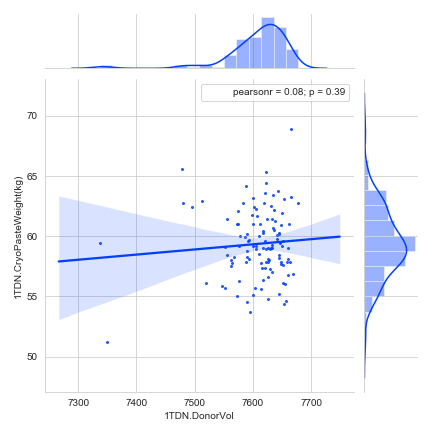 pearsonr = 0.08; p = 0.39
70
65
60
55
50
1TDN.CryoPasteWeight(kg)
7300 7400 7500 7600 7700
1TDN.DonorVol